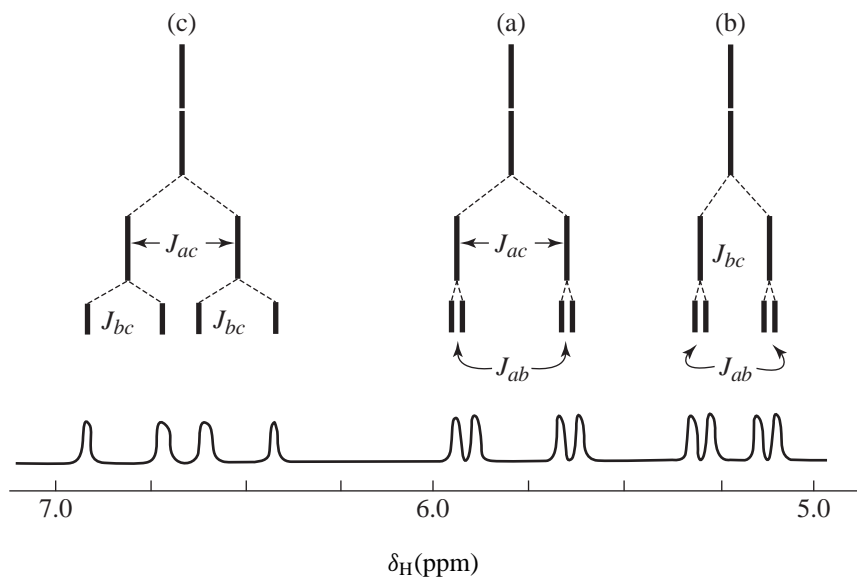 (c) (a) (b)
J_ac J_ac J_bc
J_bc J_bc
J_ab J_ab
7.0 6.0 5.0
δ_H(ppm)